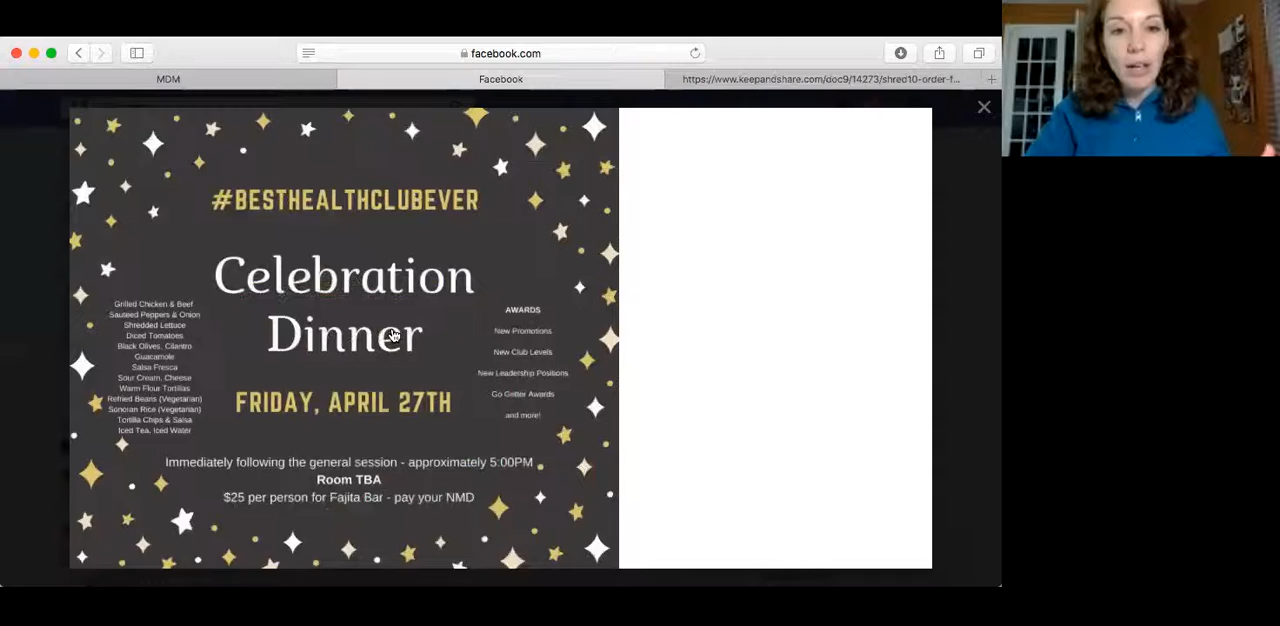 facebook.com
MDM
Facebook
https://www.keepandshare.com/doc9/14273/shred10-order-f...
#BESTHEALTHCLUBEVER
Celebration
Dinner
FRIDAY, APRIL 27TH
Grilled Chicken & Beef
Sauteed Peppers & Onion
Shredded Lettuce
Diced Tomatoes
Black Olives, Cilantro
Guacamole
Salsa Fresca
Sour Cream, Cheese
Warm Flour Tortillas
Refried Beans (Vegetarian)
Sonoran Rice (Vegetarian)
Tortilla Chips & Salsa
Iced Tea, Iced Water
AWARDS
New Promotions
New Club Levels
New Leadership Positions
Go Getter Awards
and more!
Immediately following the general session - approximately 5:00PM
Room TBA
$25 per person for Fajita Bar - pay your NMD